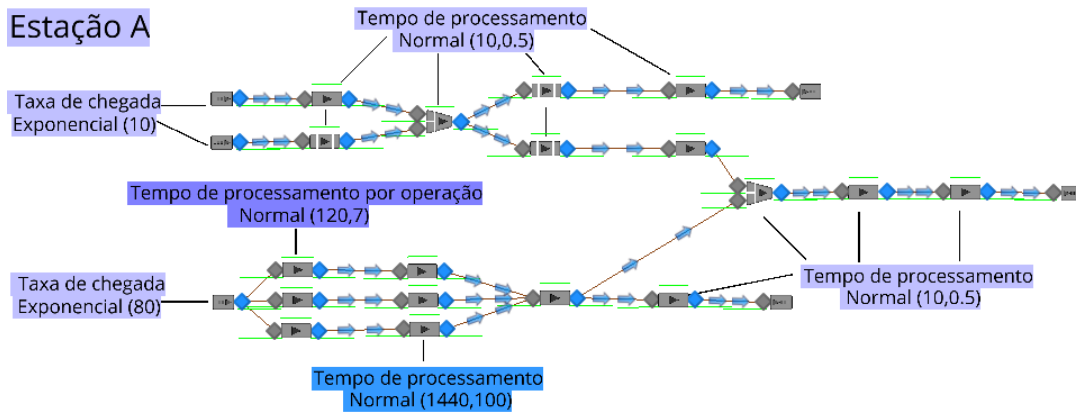 Estação A
Tempo de processamento
Normal (10,0.5)
Taxa de chegada
Exponencial (10)
Tempo de processamento por operação
Normal (120,7)
Taxa de chegada
Exponencial (80)
Tempo de processamento
Normal (10,0.5)
Tempo de processamento
Normal (1440,100)